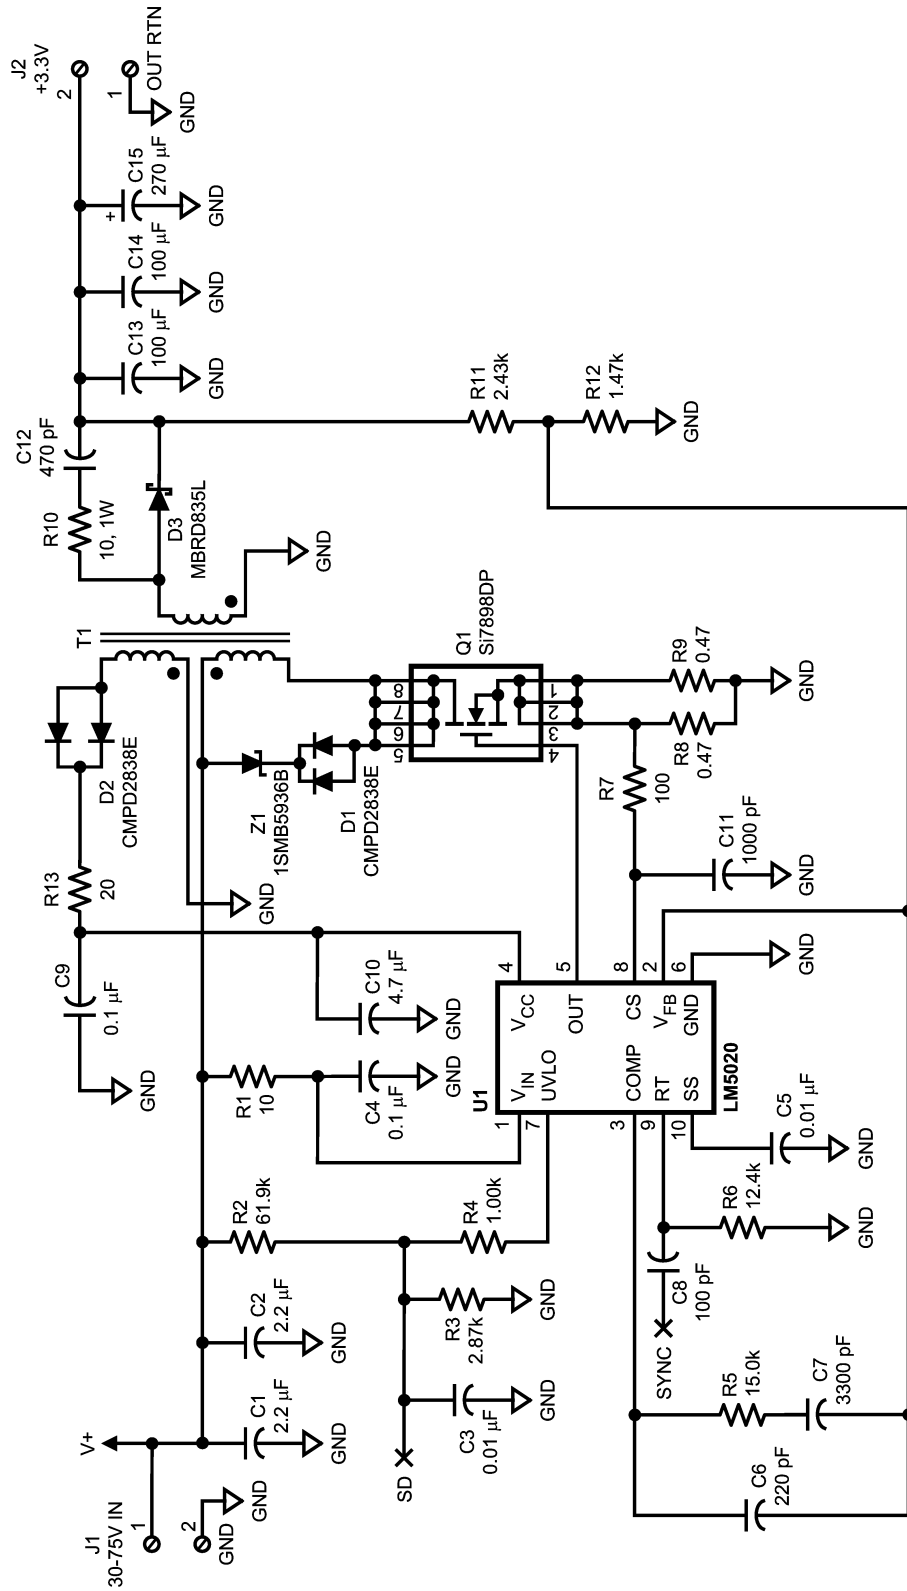 J1
30-75V IN
1
2
GND
GND
V+
C1
2.2 µF
GND
C2
2.2 µF
GND
R2
61.9k
R1
10
C4
0.1 µF
GND
C9
0.1 µF
GND
C10
4.7 µF
GND
R13
20
GND
D2
CMPD2838E
T1
Z1
1SMB5936B
D1
CMPD2838E
R10
10, 1W
C12
470 pF
D3
MBRD835L
GND
C13
100 µF
GND
C14
100 µF
GND
+
C15
270 µF
GND
J2
+3.3V
2
1
OUT RTN
GND
SD
C3
0.01 µF
GND
R3
2.87k
GND
R4
1.00k
U1
1
VIN
VCC
4
7
UVLO
OUT
5
3
COMP
CS
8
9
RT
VFB
2
10
SS
GND
6
LM5020
GND
Q1
Si7898DP
5
6
7
8
4
3
2
1
R7
100
R8
0.47
R9
0.47
GND
C11
1000 pF
GND
R11
2.43k
R12
1.47k
GND
SYNC
C8
100 pF
R6
12.4k
GND
C5
0.01 µF
GND
R5
15.0k
C7
3300 pF
C6
220 pF